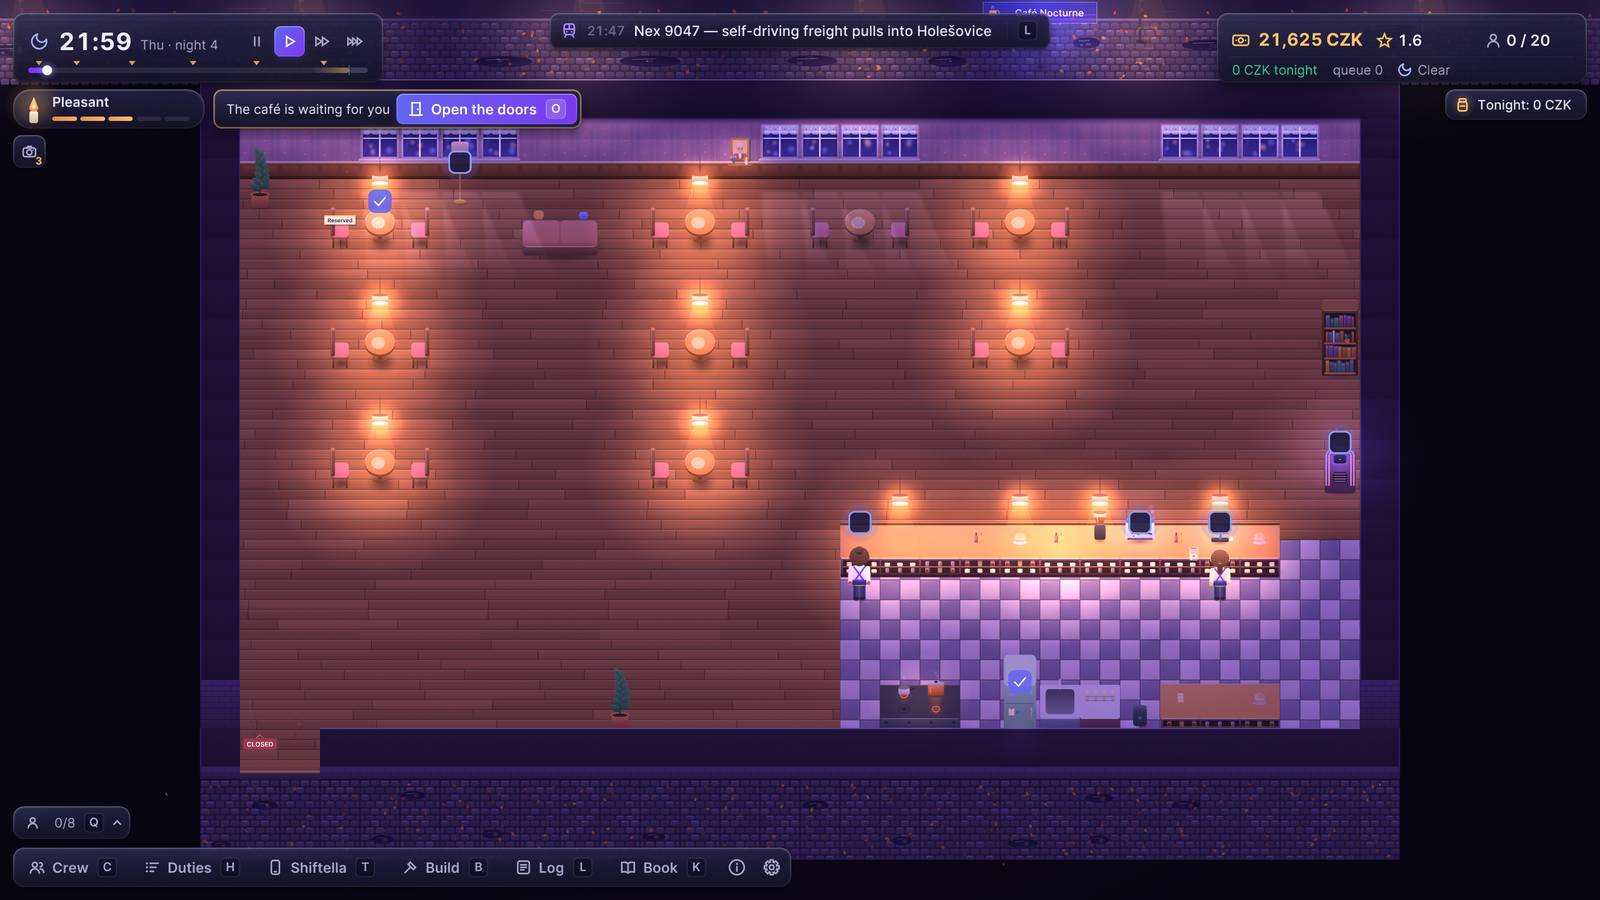 Café Nocturne
21:59 Thu · night 4
21:47 Nex 9047 — self-driving freight pulls into Holešovice L
21,625 CZK 1.6 0 / 20
0 CZK tonight queue 0 Clear
Pleasant
The café is waiting for you Open the doors O
Tonight: 0 CZK
3
Reserved
CLOSED
0/8 Q
Crew C Duties H Shiftella T Build B Log L Book K